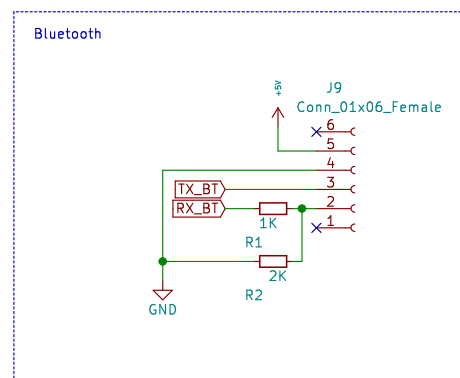 Bluetooth
+5V
J9
Conn_01x06_Female
6
5
4
TX_BT
3
RX_BT
2
1K
1
R1
2K
R2
GND